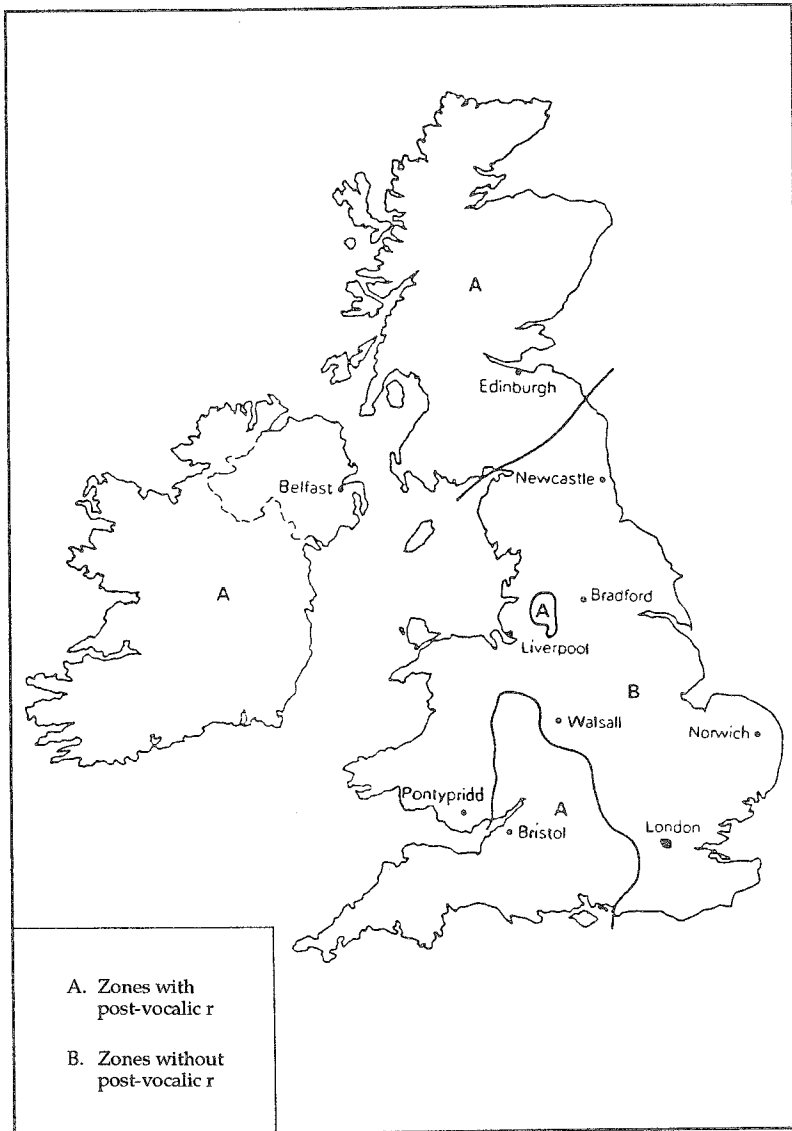 A
Edinburgh
Newcastle
Belfast
A
Bradford
A
Liverpool
B
Walsall
Norwich
Pontypridd
A
Bristol
London
A. Zones with
post-vocalic r
B. Zones without
post-vocalic r